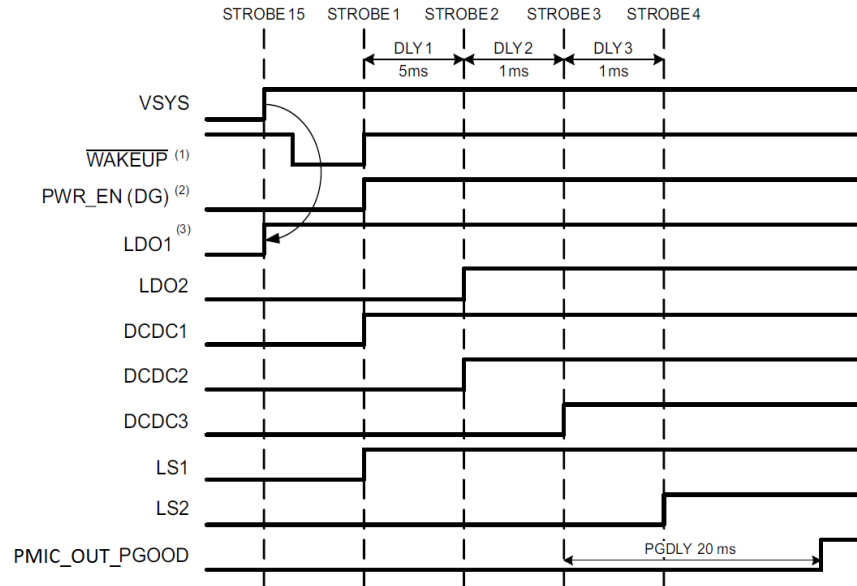 STROBE 15 STROBE 1 STROBE 2 STROBE 3 STROBE 4
DLY 1 DLY 2 DLY 3
5ms 1ms 1ms
VSYS
WAKEUP (1)
PWR_EN (DG) (2)
LDO1 (3)
LDO2
DCDC1
DCDC2
DCDC3
LS1
LS2
PMIC_OUT_PGOOD PGDLY 20 ms